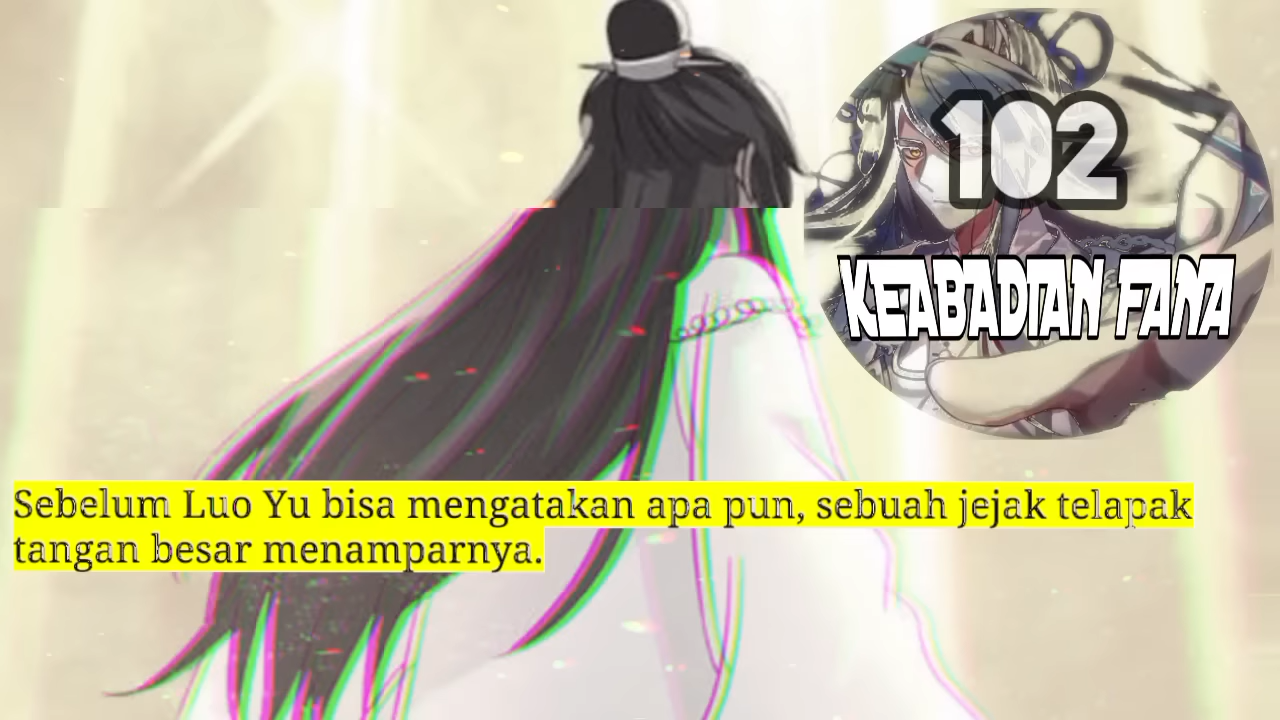 102
KEABADIAN FANA
Sebelum Luo Yu bisa mengatakan apa pun, sebuah jejak telapak
tangan besar menamparnya.